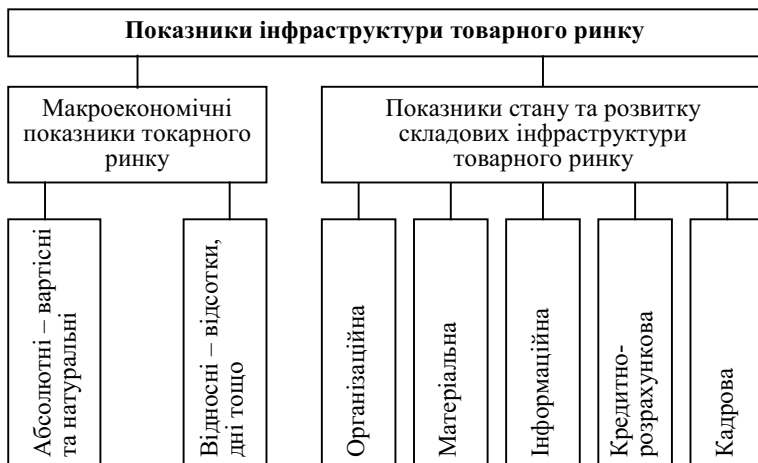 Показники інфраструктури товарного ринку
Макроекономічні
показники токарного
ринку
Показники стану та розвитку
складових інфраструктури
товарного ринку
Абсолютні – вартісні
та натуральні
Відносні – відсотки,
дні тощо
Організаційна
Матеріальна
Інформаційна
Кредитно-
розрахункова
Кадрова